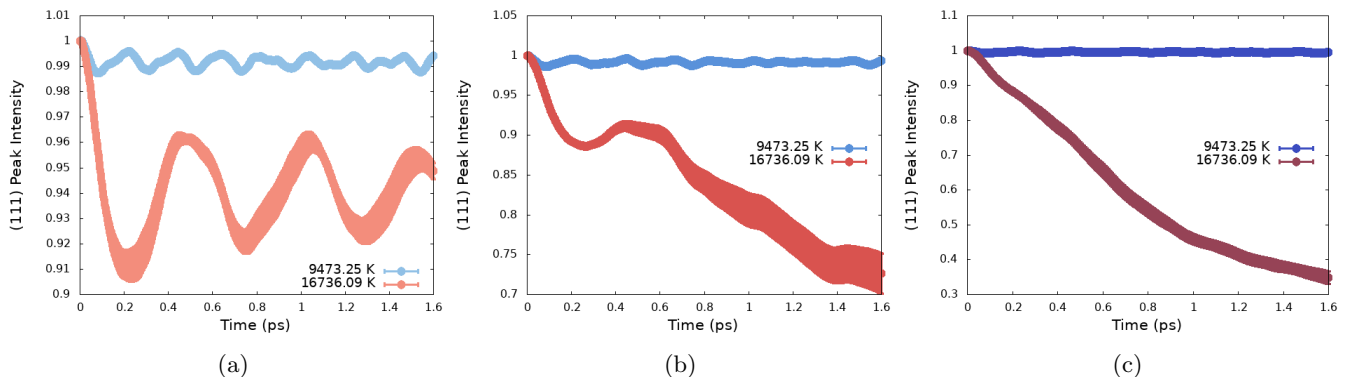 1.01
1
0.99
0.98
0.97
0.96
0.95
0.94
0.93
0.92
0.91
0.9
(111) Peak Intensity
9473.25 K
16736.09 K
0 0.2 0.4 0.6 0.8 1 1.2 1.4 1.6
Time (ps)
(a)
1.05
1
0.95
0.9
0.85
0.8
0.75
0.7
(111) Peak Intensity
9473.25 K
16736.09 K
0 0.2 0.4 0.6 0.8 1 1.2 1.4 1.6
Time (ps)
(b)
1.1
1
0.9
0.8
0.7
0.6
0.5
0.4
0.3
(111) Peak Intensity
9473.25 K
16736.09 K
0 0.2 0.4 0.6 0.8 1 1.2 1.4 1.6
Time (ps)
(c)